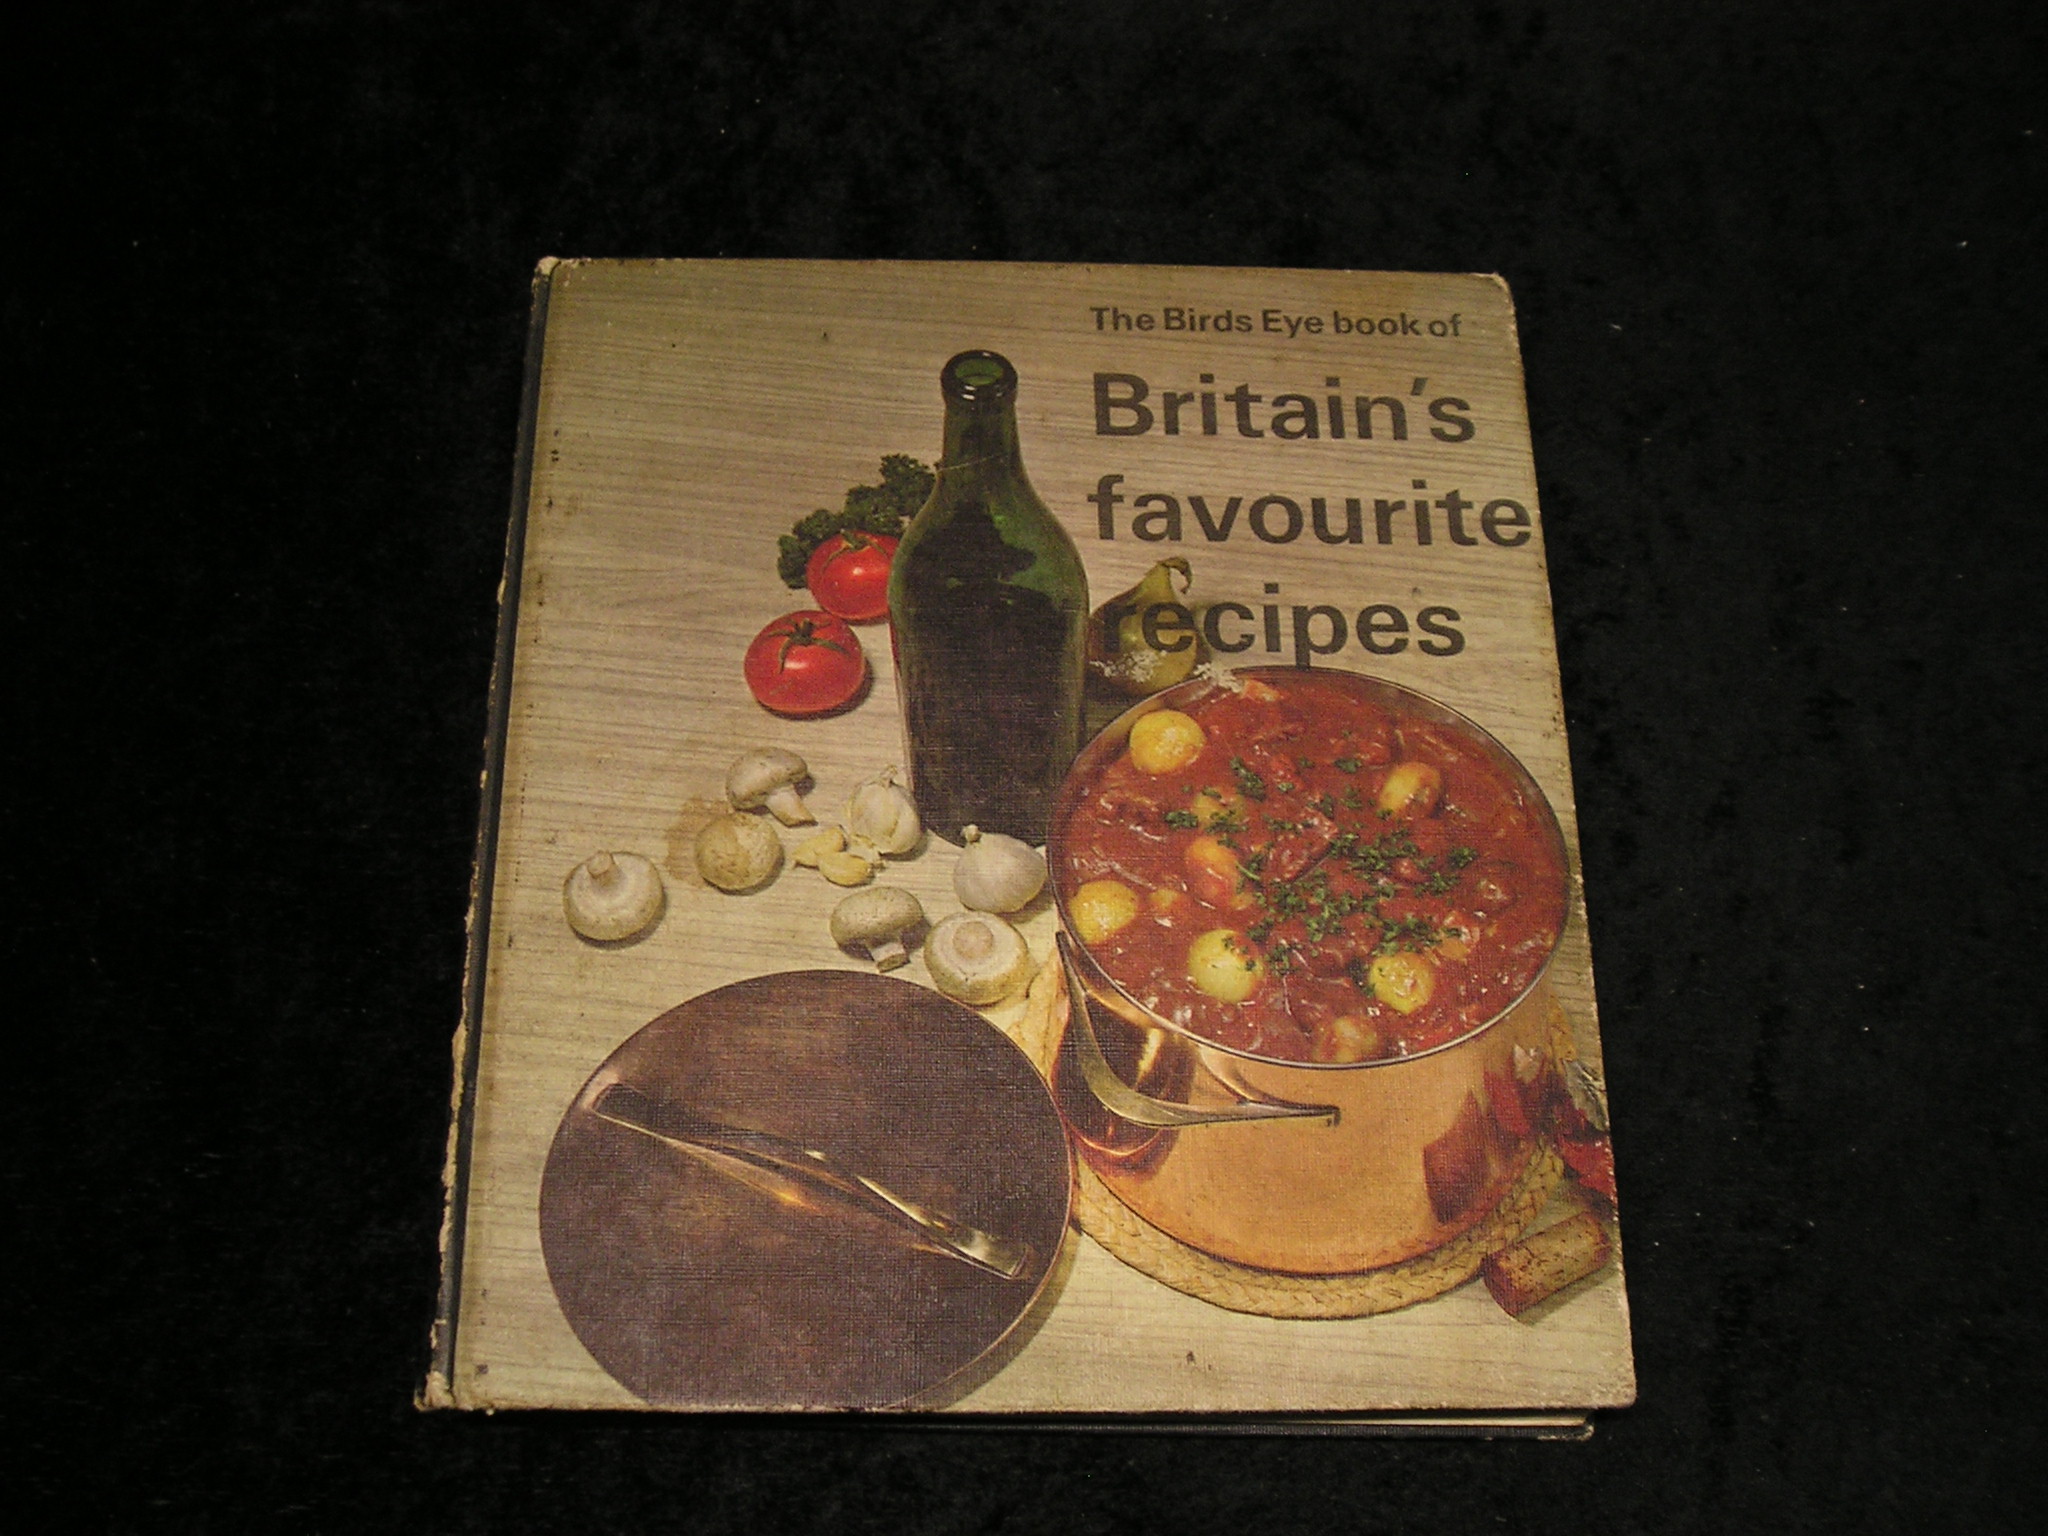 The Birds Eye book of
Britain's
favourite
recipes